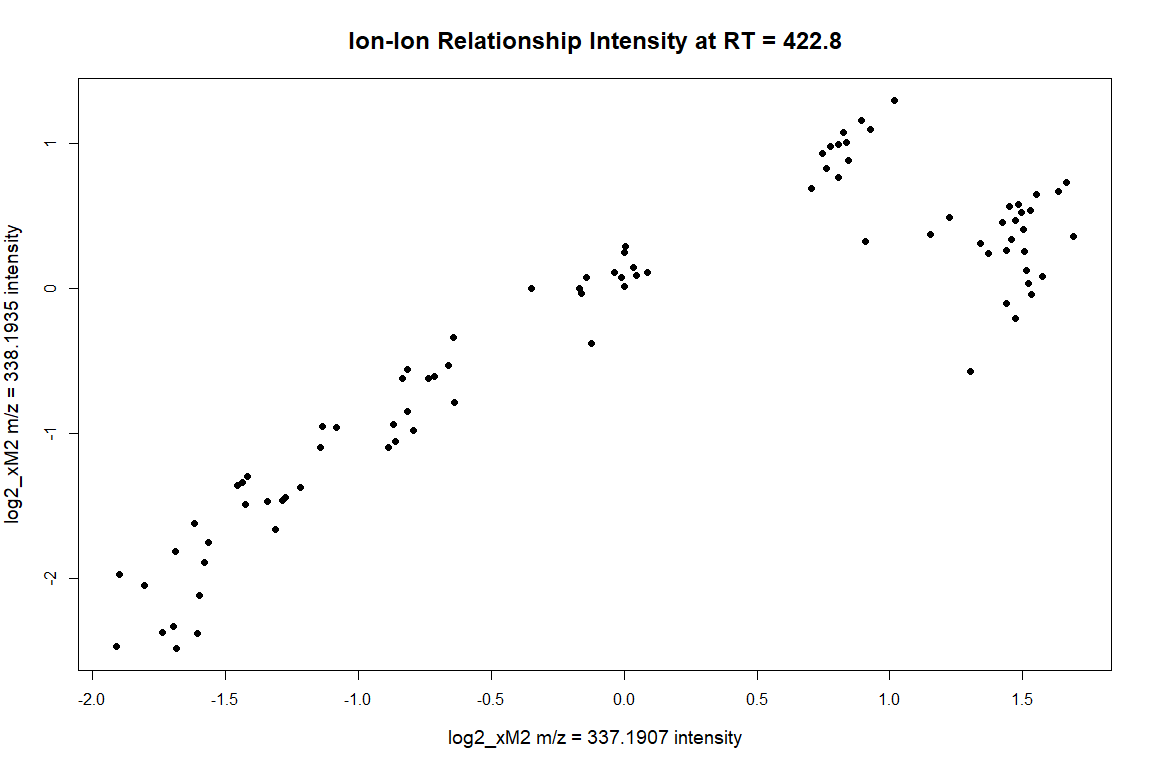 Ion-Ion Relationship Intensity at RT = 422.8
log2_xM2 m/z = 338.1935 intensity
1
0
-1
-2
-2.0 -1.5 -1.0 -0.5 0.0 0.5 1.0 1.5
log2_xM2 m/z = 337.1907 intensity